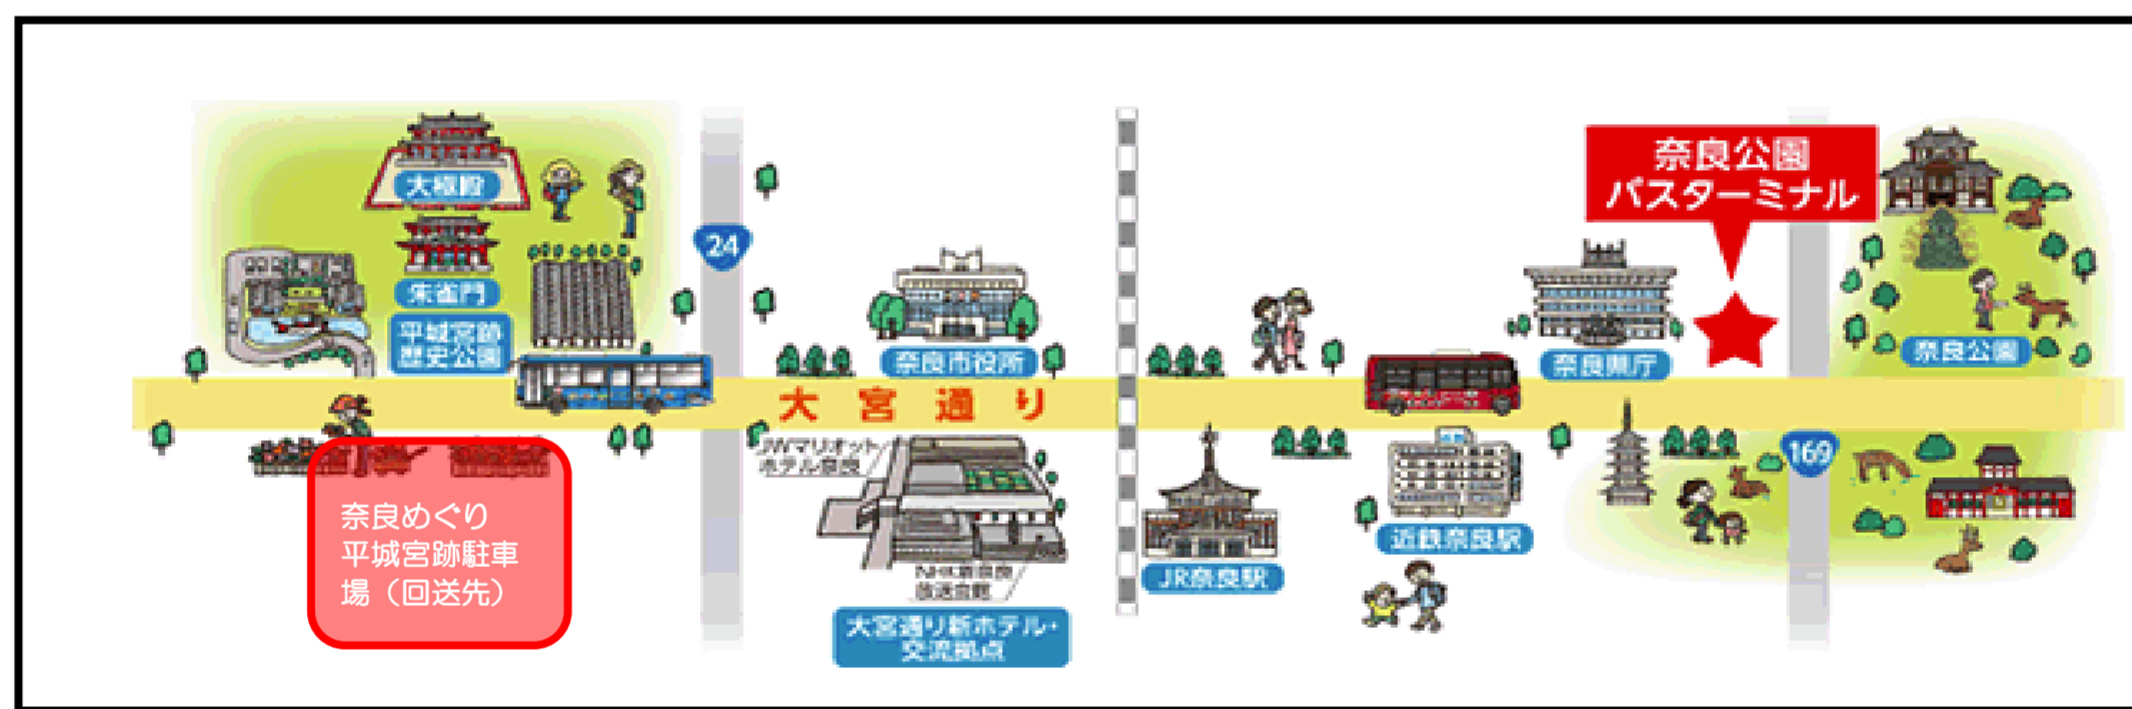 大極殿
朱雀門
平城宮跡
歴史公園
24
奈良市役所
大宮通り
JWマリオット
ホテル奈良
NHK新奈良
放送会館
大宮通り新ホテル・
交流拠点
奈良めぐり
平城宮跡駐車
場（回送先）
JR奈良駅
近鉄奈良駅
奈良県庁
奈良公園
バスターミナル
169
奈良公園